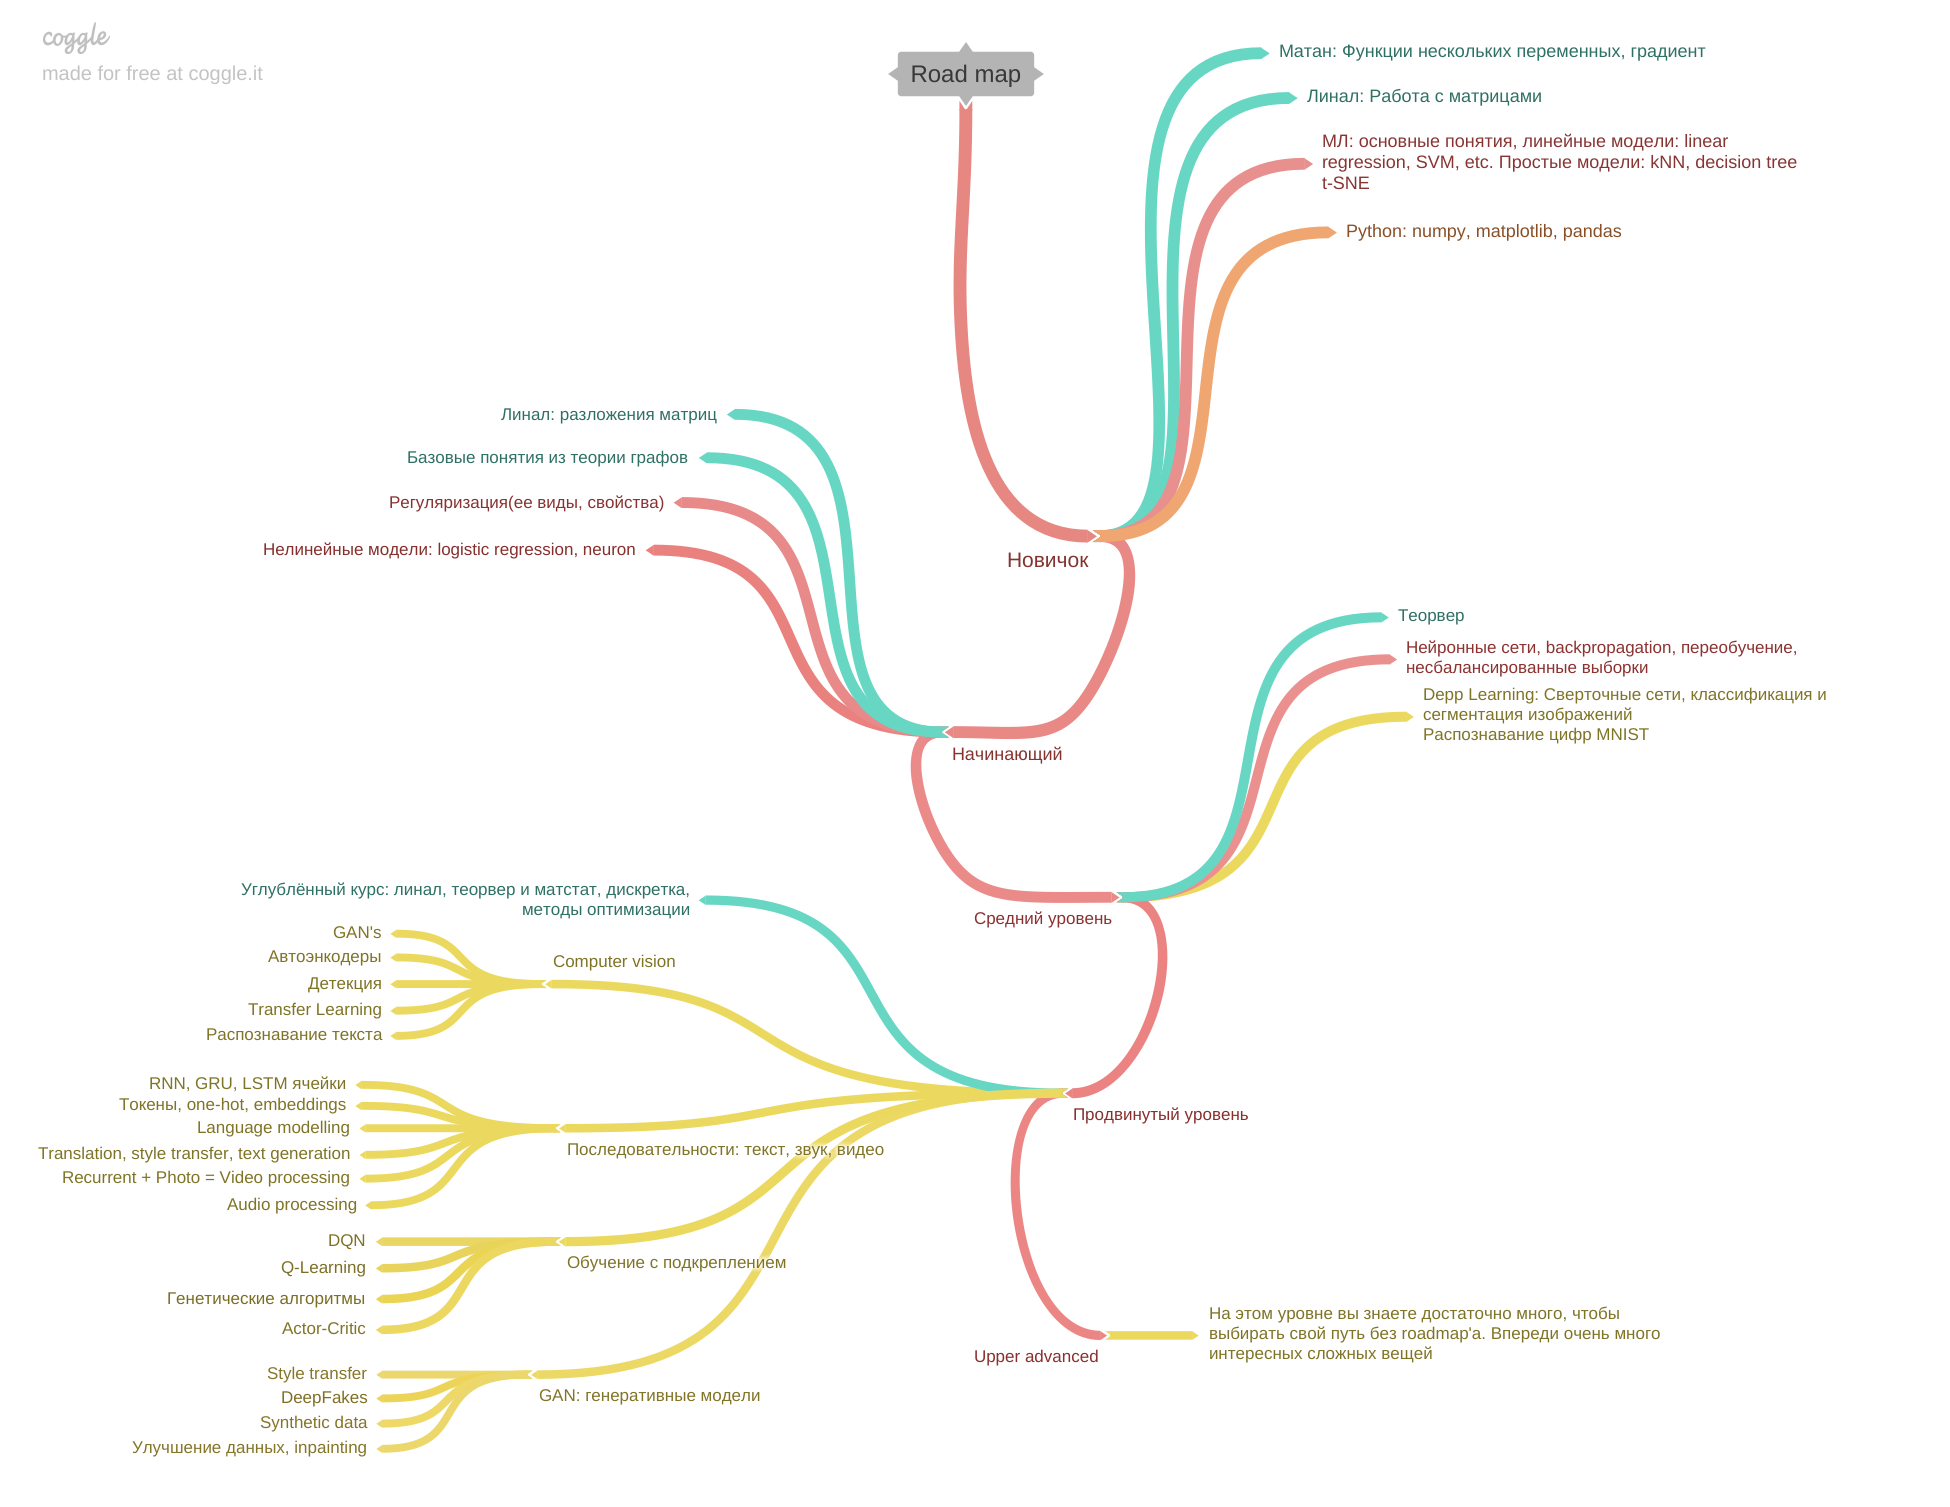 coggle
made for free at coggle.it
Road map
Матан: Функции нескольких переменных, градиент
Линал: Работа с матрицами
МЛ: основные понятия, линейные модели: linear
regression, SVM, etc. Простые модели: kNN, decision tree
t-SNE
Python: numpy, matplotlib, pandas
Новичок
Линал: разложения матриц
Базовые понятия из теории графов
Регуляризация(ее виды, свойства)
Нелинейные модели: logistic regression, neuron
Начинающий
Теорвер
Нейронные сети, backpropagation, переобучение,
несбалансированные выборки
Depp Learning: Сверточные сети, классификация и
сегментация изображений
Распознавание цифр MNIST
Средний уровень
Углублённый курс: линал, теорвер и матстат, дискретка,
методы оптимизации
Computer vision
GAN's
Автоэнкодеры
Детекция
Transfer Learning
Распознавание текста
Продвинутый уровень
RNN, GRU, LSTM ячейки
Токены, one-hot, embeddings
Language modelling
Translation, style transfer, text generation
Recurrent + Photo = Video processing
Audio processing
Последовательности: текст, звук, видео
DQN
Q-Learning
Генетические алгоритмы
Actor-Critic
Обучение с подкреплением
Style transfer
DeepFakes
Synthetic data
Улучшение данных, inpainting
GAN: генеративные модели
Upper advanced
На этом уровне вы знаете достаточно много, чтобы
выбирать свой путь без roadmap'а. Впереди очень много
интересных сложных вещей